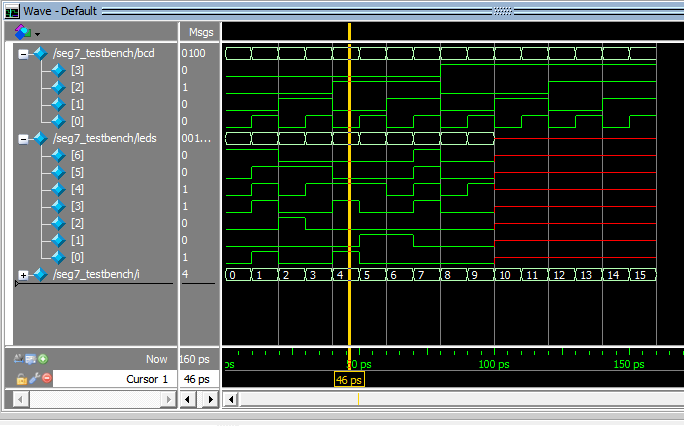 Wave - Default
Msgs
/seg7_testbench/bcd 0100
[3] 0
[2] 1
[1] 0
[0] 0
/seg7_testbench/leds 001...
[6] 0
[5] 0
[4] 1
[3] 1
[2] 0
[1] 0
[0] 1
/seg7_testbench/i 4 0 1 2 3 4 5 6 7 8 9 10 11 12 13 14 15
Now 160 ps ps 0 ps 100 ps 150 ps
Cursor 1 46 ps 46 ps